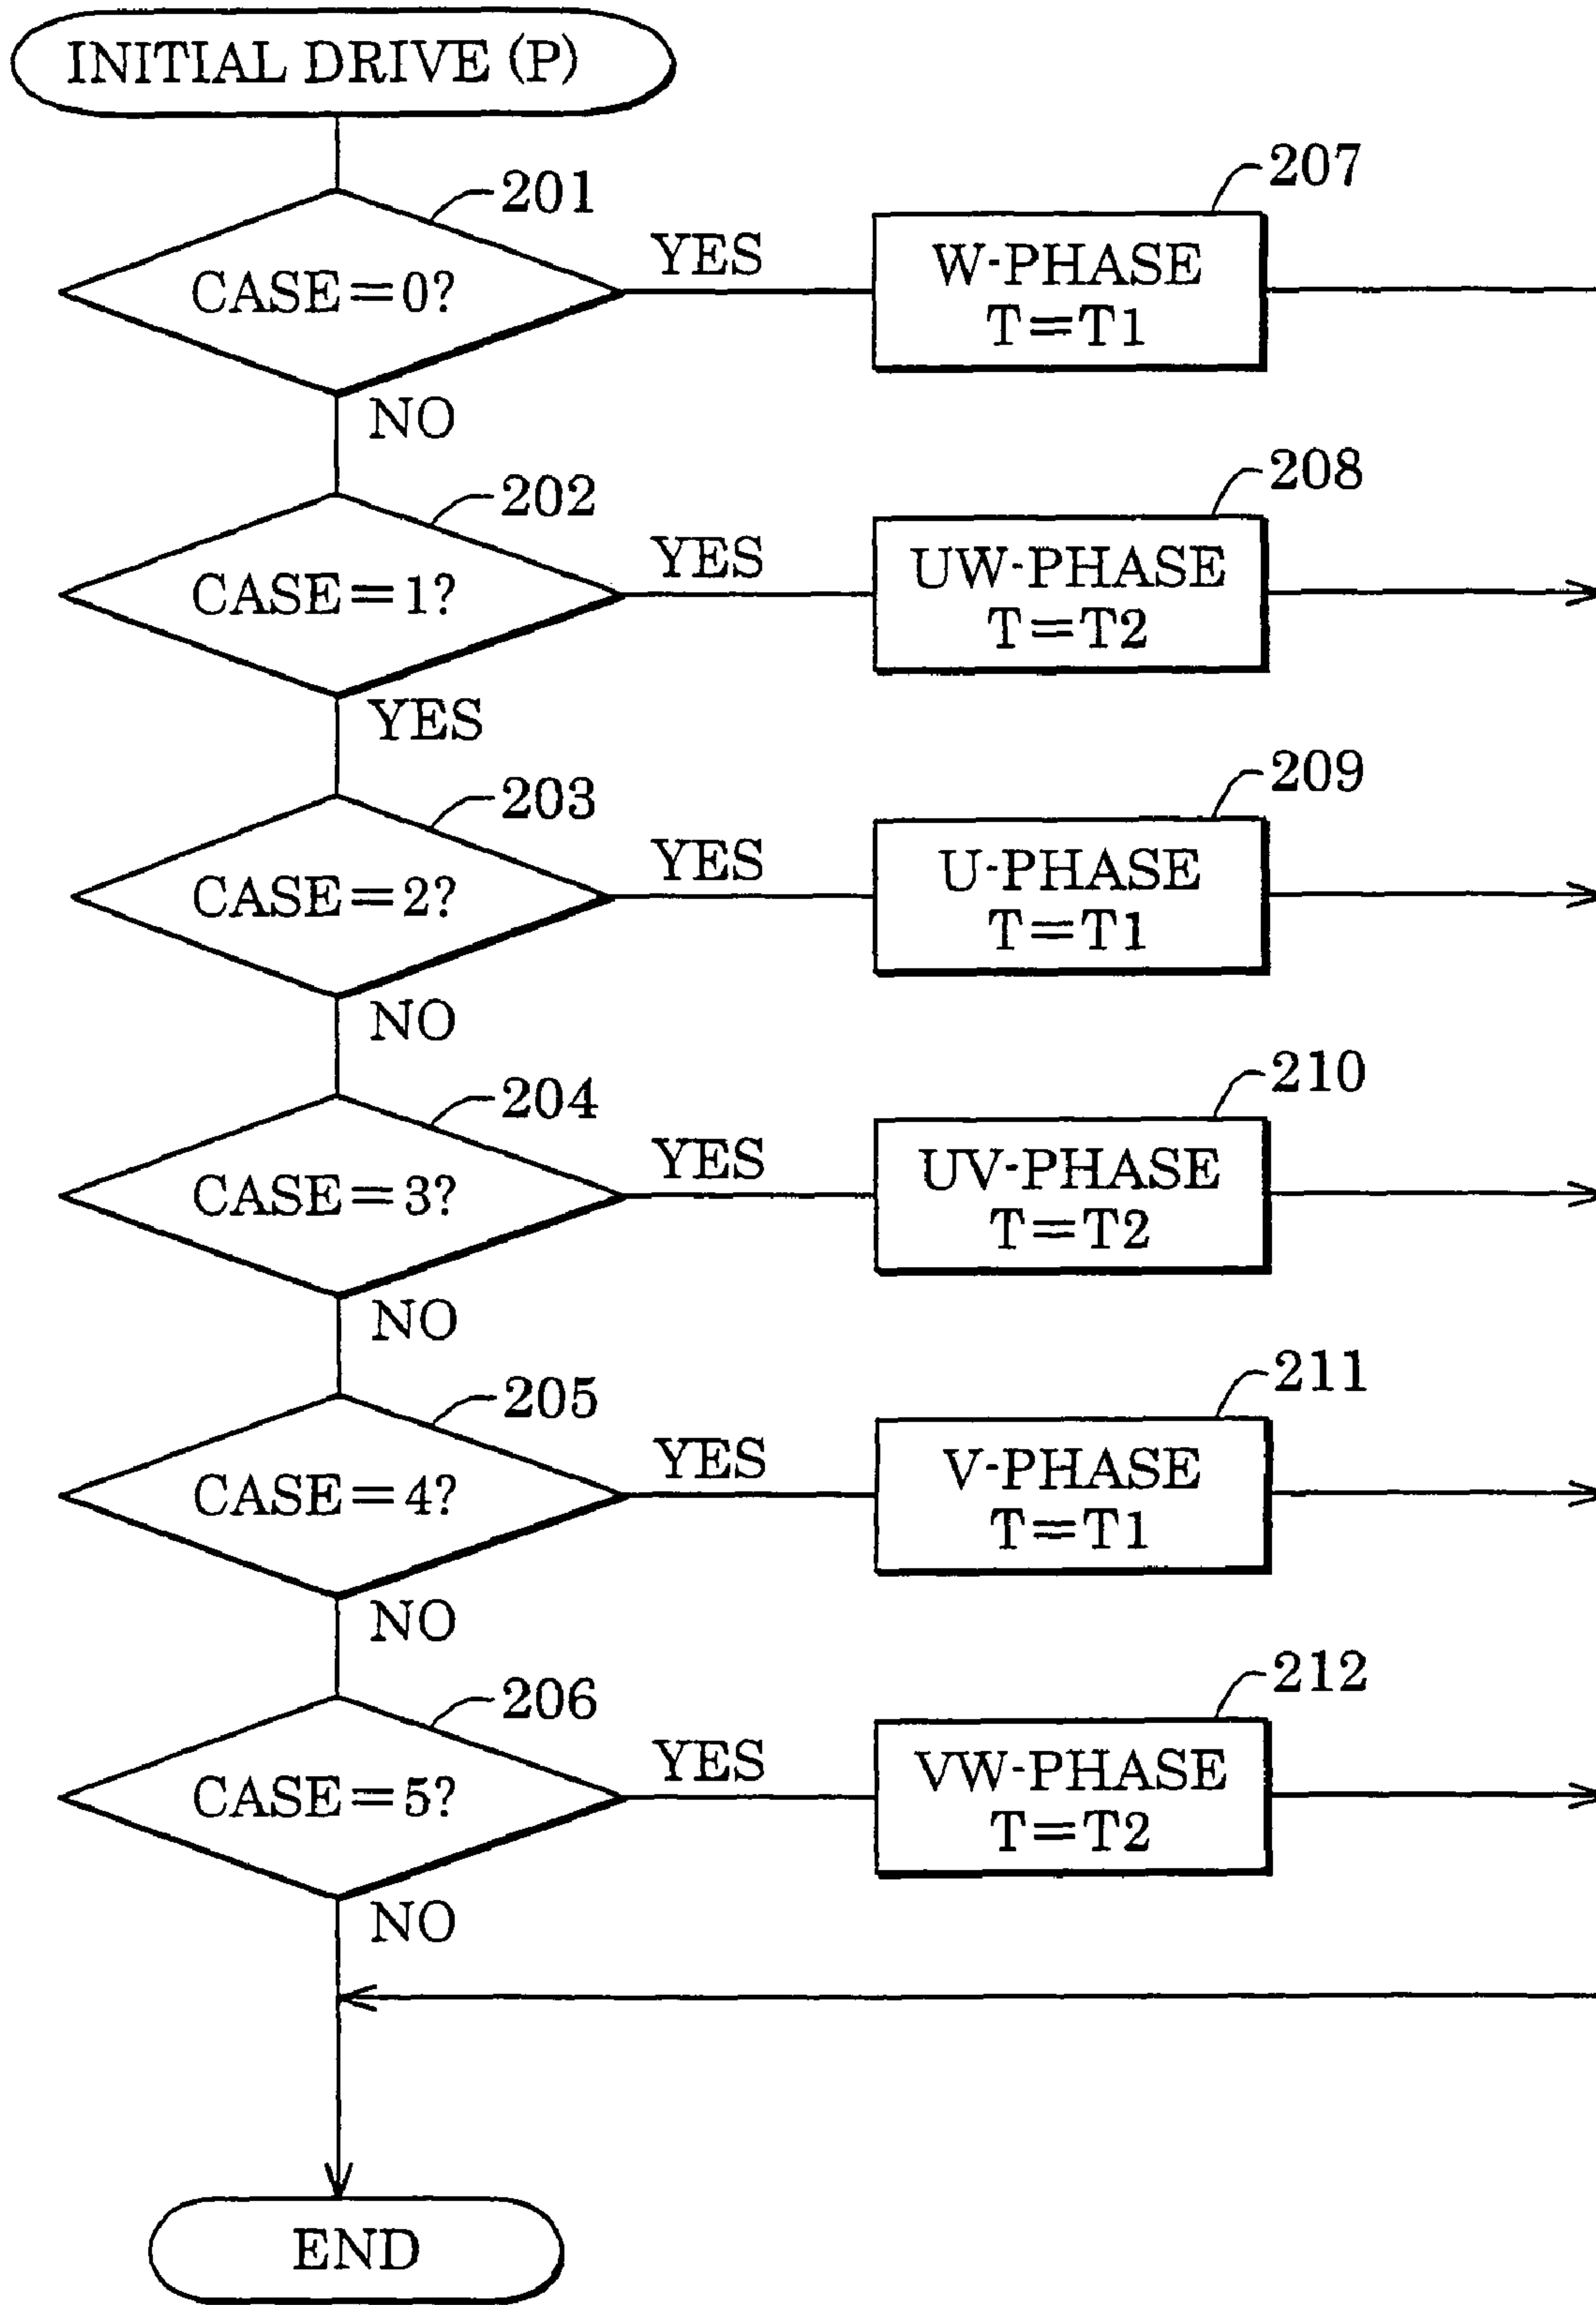 INITIAL DRIVE (P)
201
CASE=0?
YES
207
W-PHASE
T=T1
NO
202
CASE=1?
YES
208
UW-PHASE
T=T2
YES
203
CASE=2?
YES
209
U-PHASE
T=T1
NO
204
CASE=3?
YES
210
UV-PHASE
T=T2
NO
205
CASE=4?
YES
211
V-PHASE
T=T1
NO
206
CASE=5?
YES
212
VW-PHASE
T=T2
NO
END